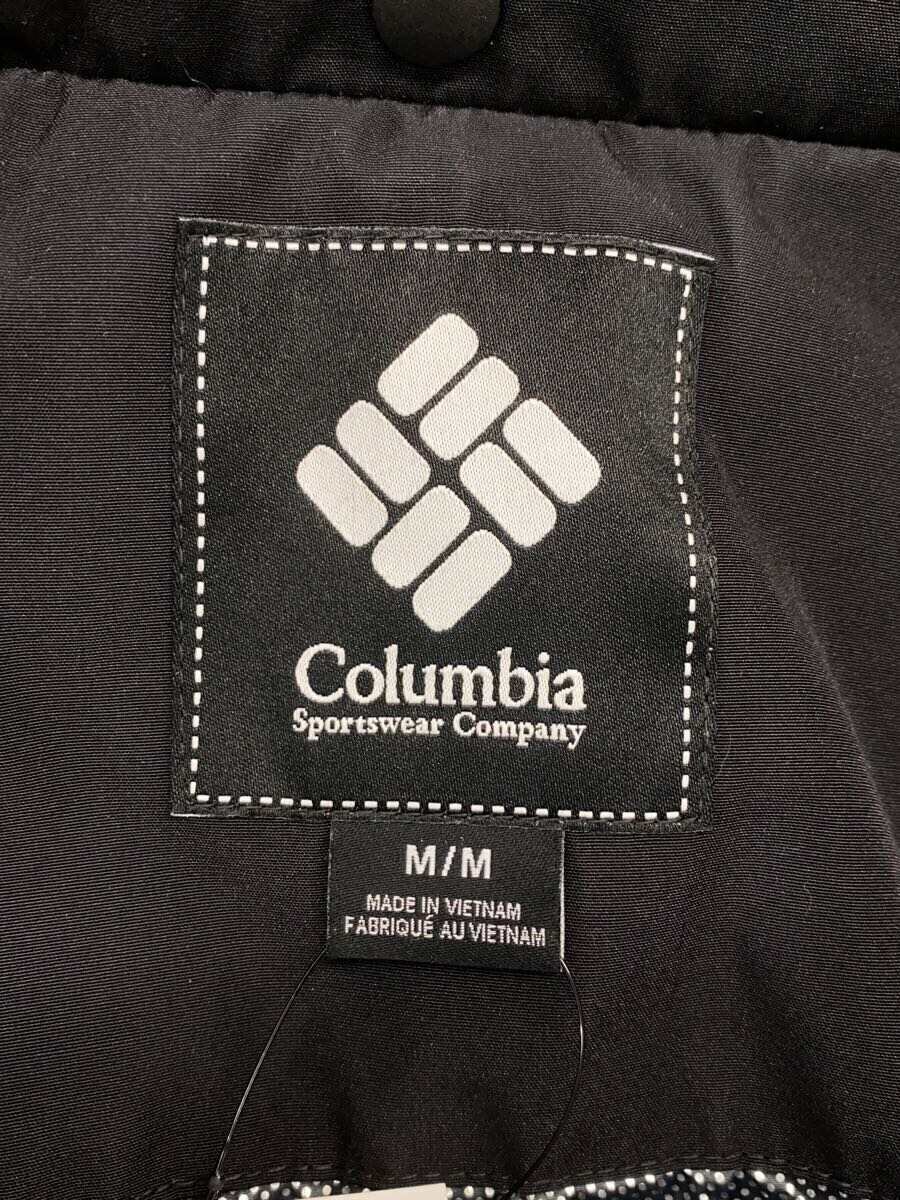 Columbia
Sportswear Company
M/M
MADE IN VIETNAM
FABRIQUÉ AU VIETNAM